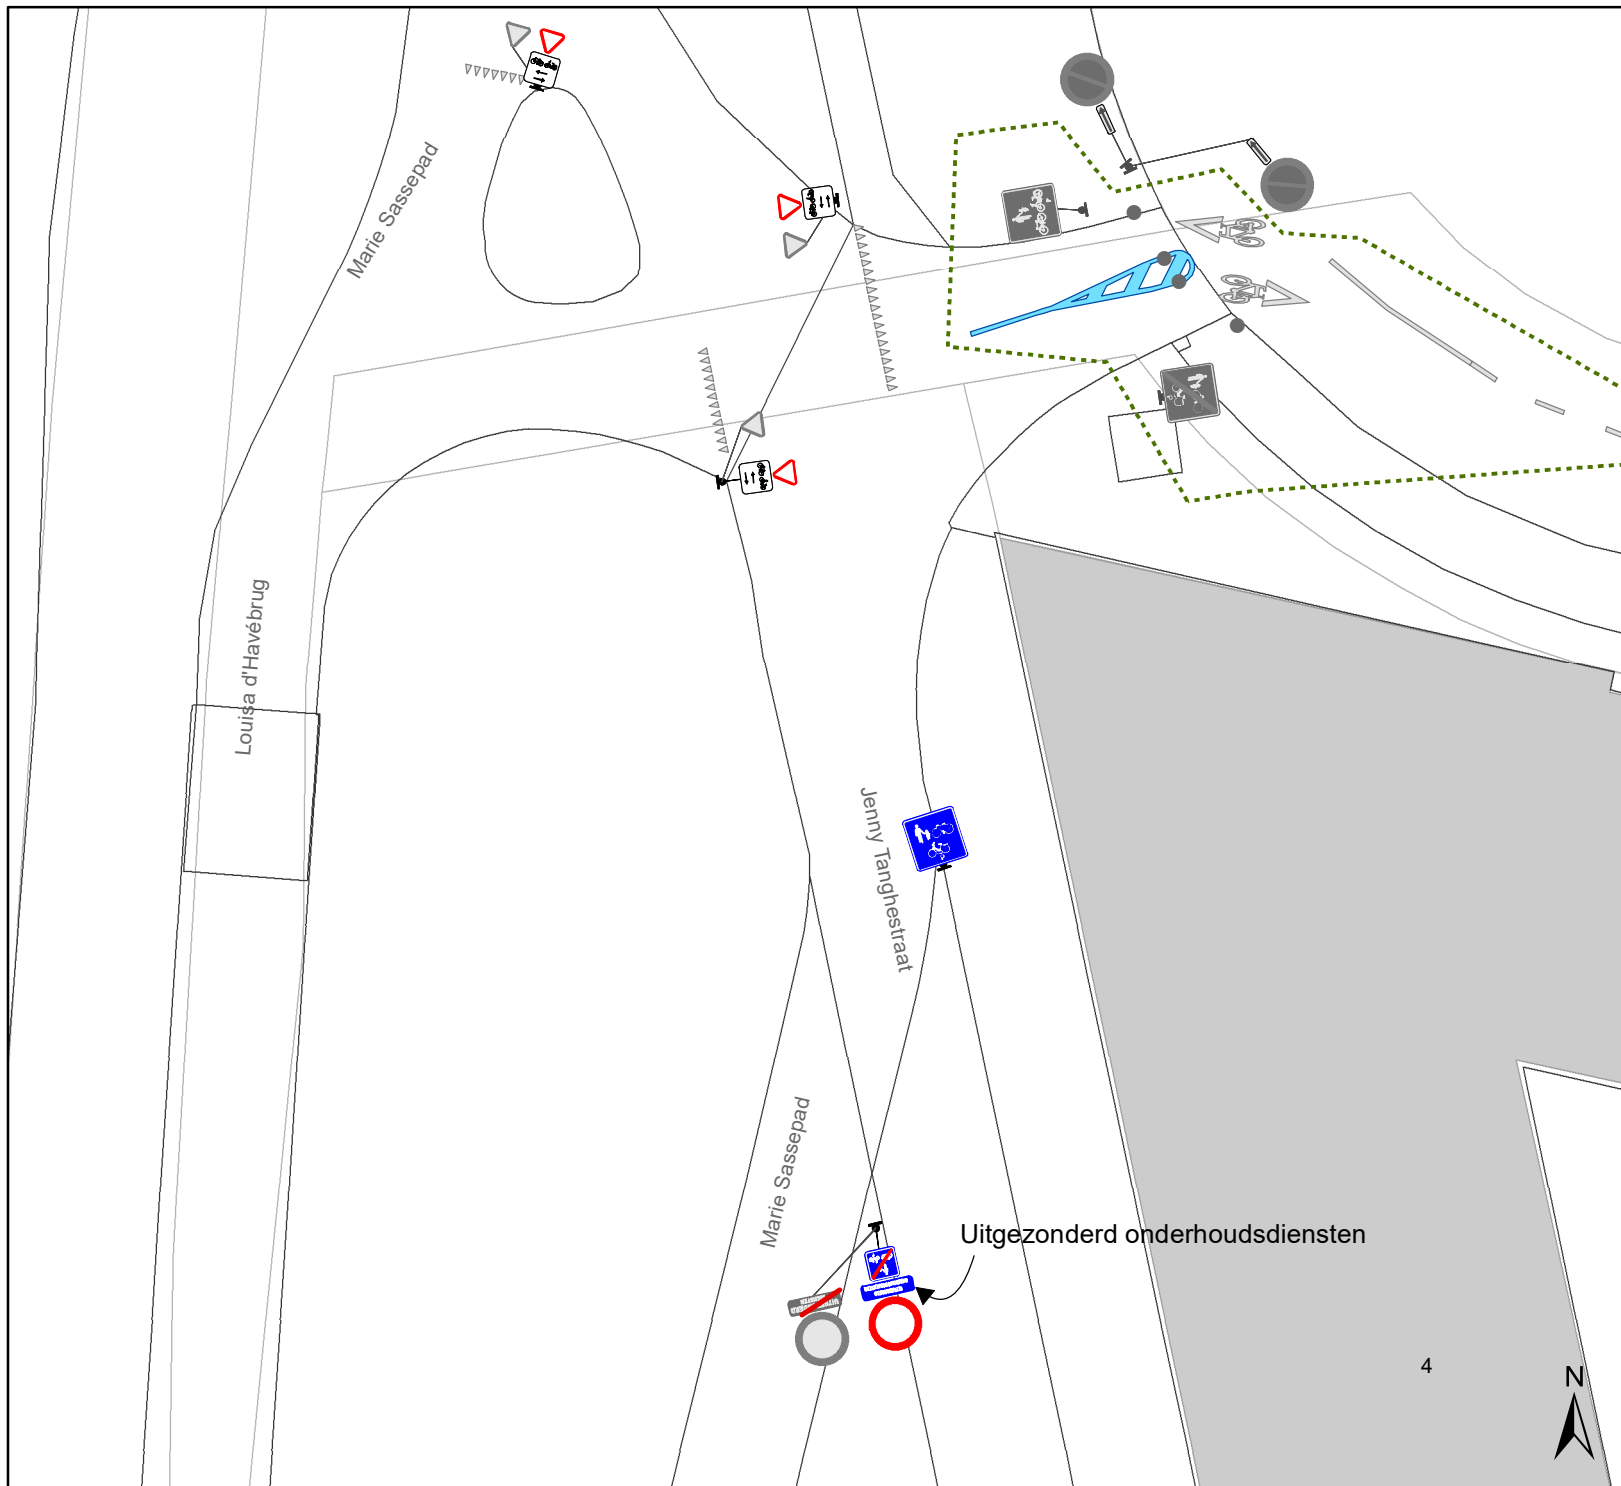 Marie Sassepad
Louisa d'Havébrug
Jenny Tanghestraat
Marie Sassepad
Uitgezonderd onderhoudsdiensten
4
N